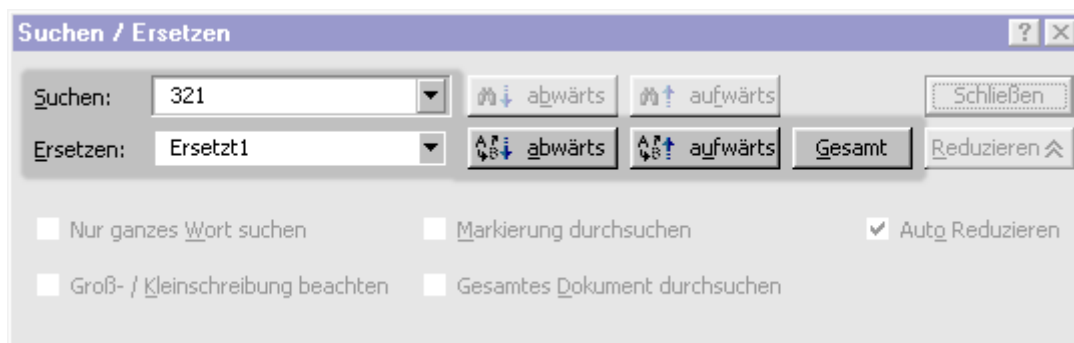 Suchen / Ersetzen
Suchen: 321 abwärts aufwärts Schließen
Ersetzen: Ersetzt1 abwärts aufwärts Gesamt Reduzieren
Nur ganzes Wort suchen Markierung durchsuchen Auto Reduzieren
Groß- / Kleinschreibung beachten Gesamtes Dokument durchsuchen